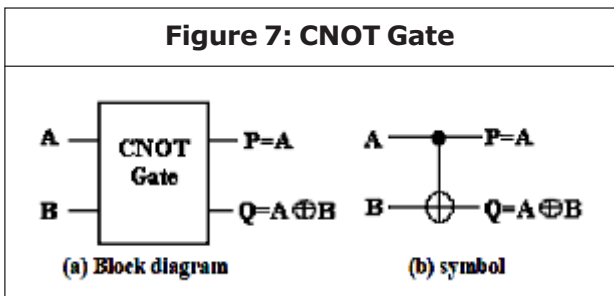 Figure 7: CNOT Gate
A
CNOT
Gate
P=A
B
Q=A⊕B
(a) Block diagram
A
P=A
B
Q=A⊕B
(b) symbol